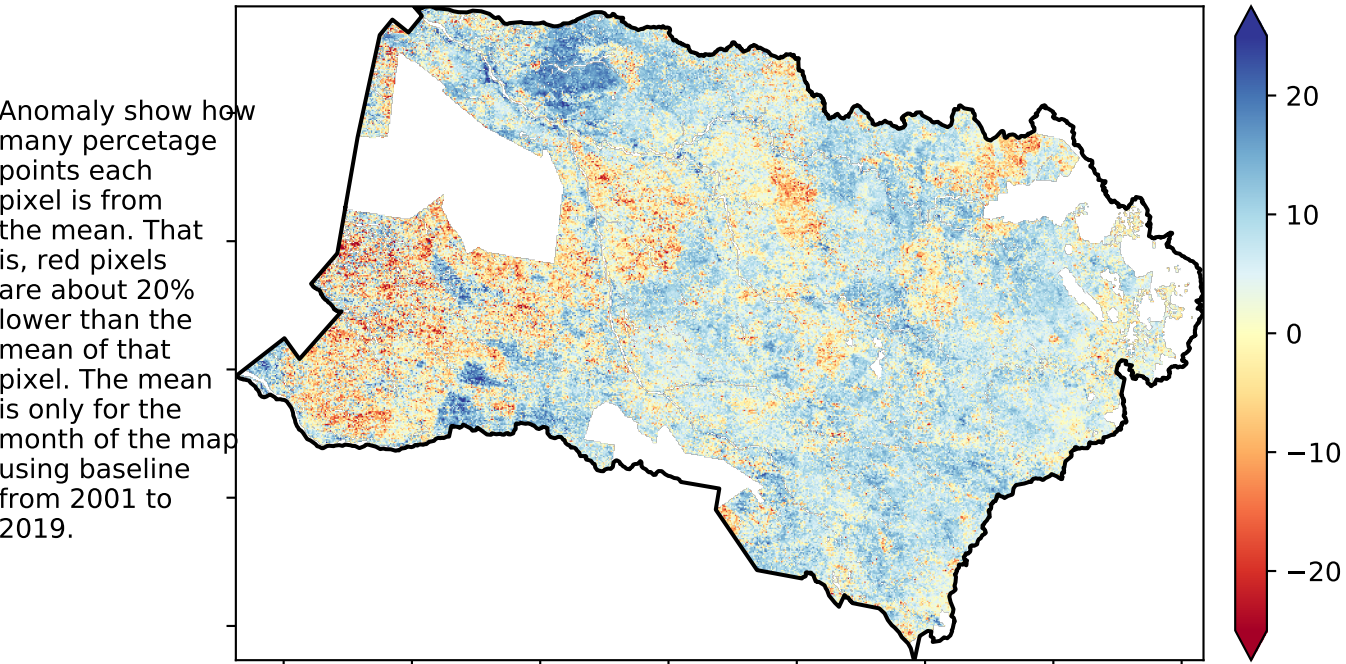 Anomaly show how
many percetage
points each
pixel is from
the mean. That
is, red pixels
are about 20%
lower than the
mean of that
pixel. The mean
is only for the
month of the map
using baseline
from 2001 to
2019.
20
10
0
−10
−20